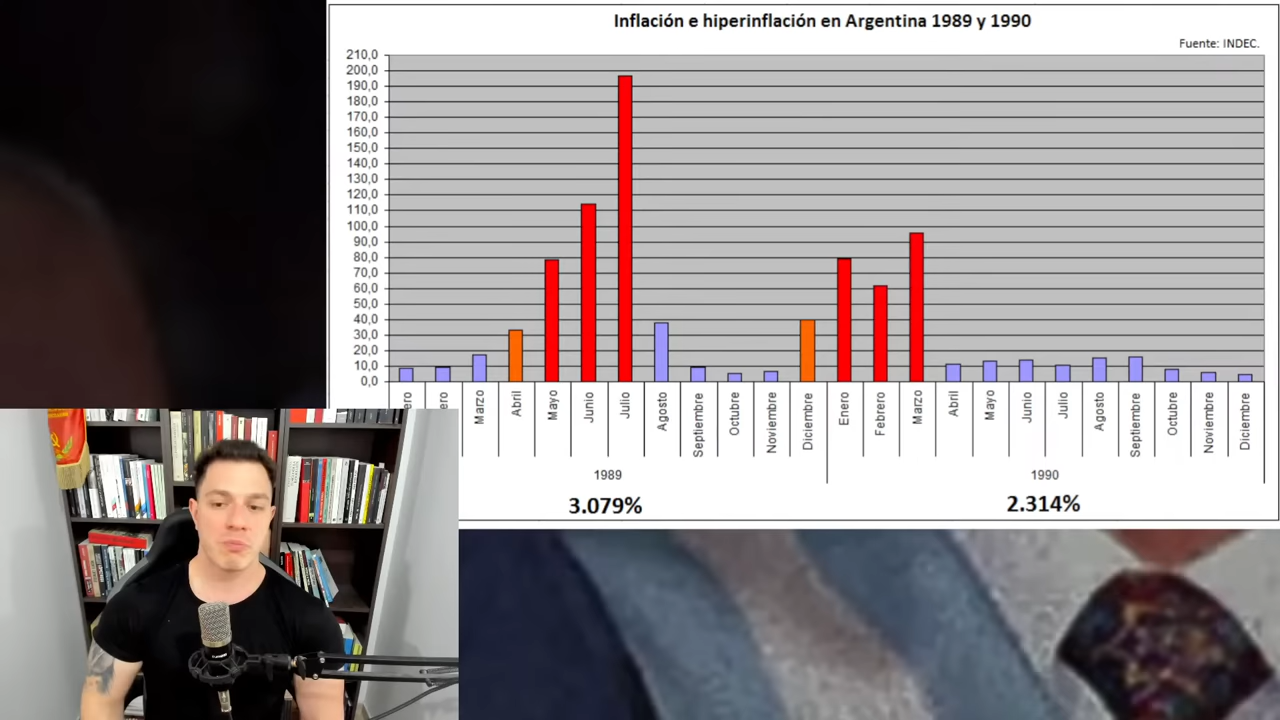 Inflación e hiperinflación en Argentina 1989 y 1990
Fuente: INDEC.
210,0
200,0
190,0
180,0
170,0
160,0
150,0
140,0
130,0
120,0
110,0
100,0
90,0
80,0
70,0
60,0
50,0
40,0
30,0
20,0
10,0
0,0
ero
ero
Marzo
Abril
Mayo
Junio
Julio
Agosto
Septiembre
Octubre
Noviembre
Diciembre
Enero
Febrero
Marzo
Abril
Mayo
Junio
Julio
Agosto
Septiembre
Octubre
Noviembre
Diciembre
1989
1990
3.079%
2.314%